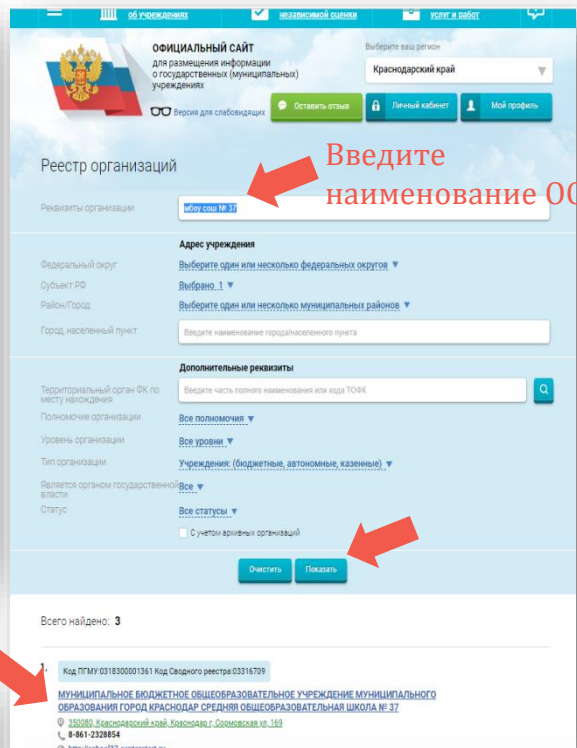 об учреждениях
независимой оценки
услуг и работ
ОФИЦИАЛЬНЫЙ САЙТ
для размещения информации
о государственных (муниципальных)
учреждениях
Версия для слабовидящих
Выберите ваш регион
Краснодарский край
Оставить отзыв
Личный кабинет
Мой профиль
Реестр организаций
Введите
наименование ОО
Реквизиты организации
мбоу сош № 37
Адрес учреждения
Федеральный округ
Выберите один или несколько федеральных округов
Субъект РФ
Выбрано 1
Район/Город
Выберите один или несколько муниципальных районов
Город, населенный пункт
Введите наименование города/населенного пункта
Дополнительные реквизиты
Территориальный орган ФК по
месту нахождения
Введите часть полного наименования или кода ТОФК
Полномочие организации
Все полномочия
Уровень организации
Все уровни
Тип организации
Учреждения: (бюджетные, автономные, казенные)
Является органом государственной
власти
Все
Статус
Все статусы
С учетом архивных организаций
Очистить
Показать
Всего найдено: 3
1.
Код ПГМУ:0318300001361 Код Сводного реестра:03316709
МУНИЦИПАЛЬНОЕ БЮДЖЕТНОЕ ОБЩЕОБРАЗОВАТЕЛЬНОЕ УЧРЕЖДЕНИЕ МУНИЦИПАЛЬНОГО
ОБРАЗОВАНИЯ ГОРОД КРАСНОДАР СРЕДНЯЯ ОБЩЕОБРАЗОВАТЕЛЬНАЯ ШКОЛА № 37
350080, Краснодарский край, Краснодар г, Сормовская ул, 169
8-861-2328854